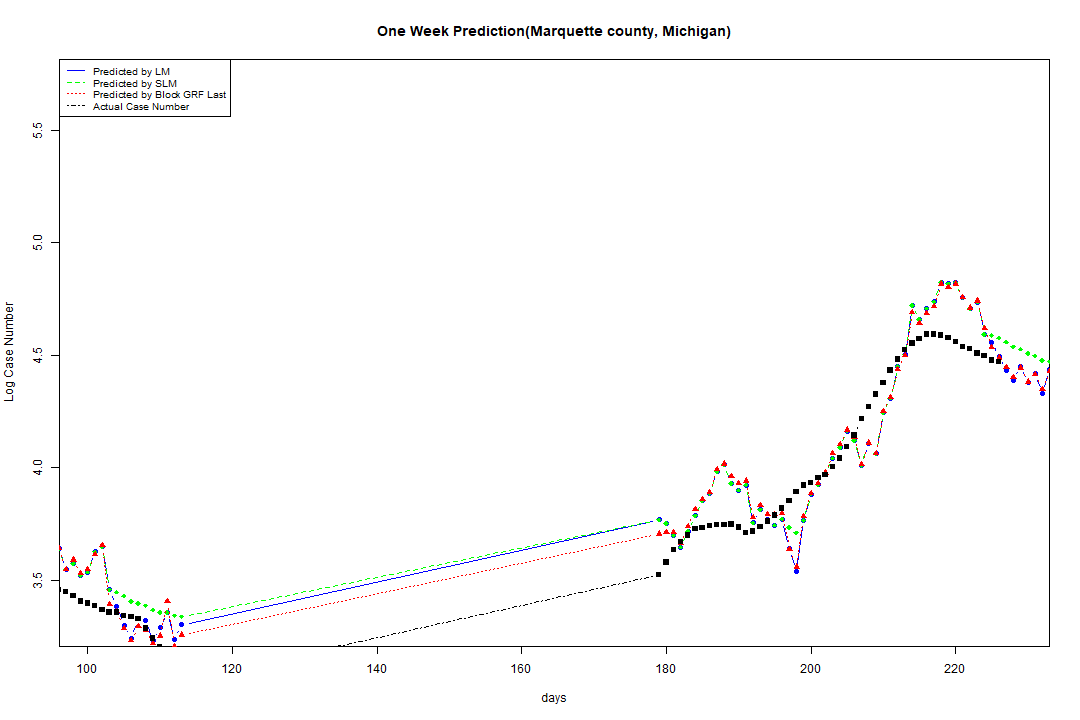 One Week Prediction(Marquette county, Michigan)
Predicted by LM
Predicted by SLM
Predicted by Block GRF Last
Actual Case Number
5.5
5.0
4.5
4.0
3.5
Log Case Number
100 120 140 160 180 200 220
days